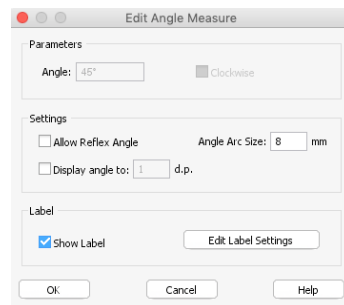 Edit Angle Measure
Parameters
Angle: 45° Clockwise
Settings
Allow Reflex Angle Angle Arc Size: 8 mm
Display angle to: 1 d.p.
Label
Show Label Edit Label Settings
OK Cancel Help